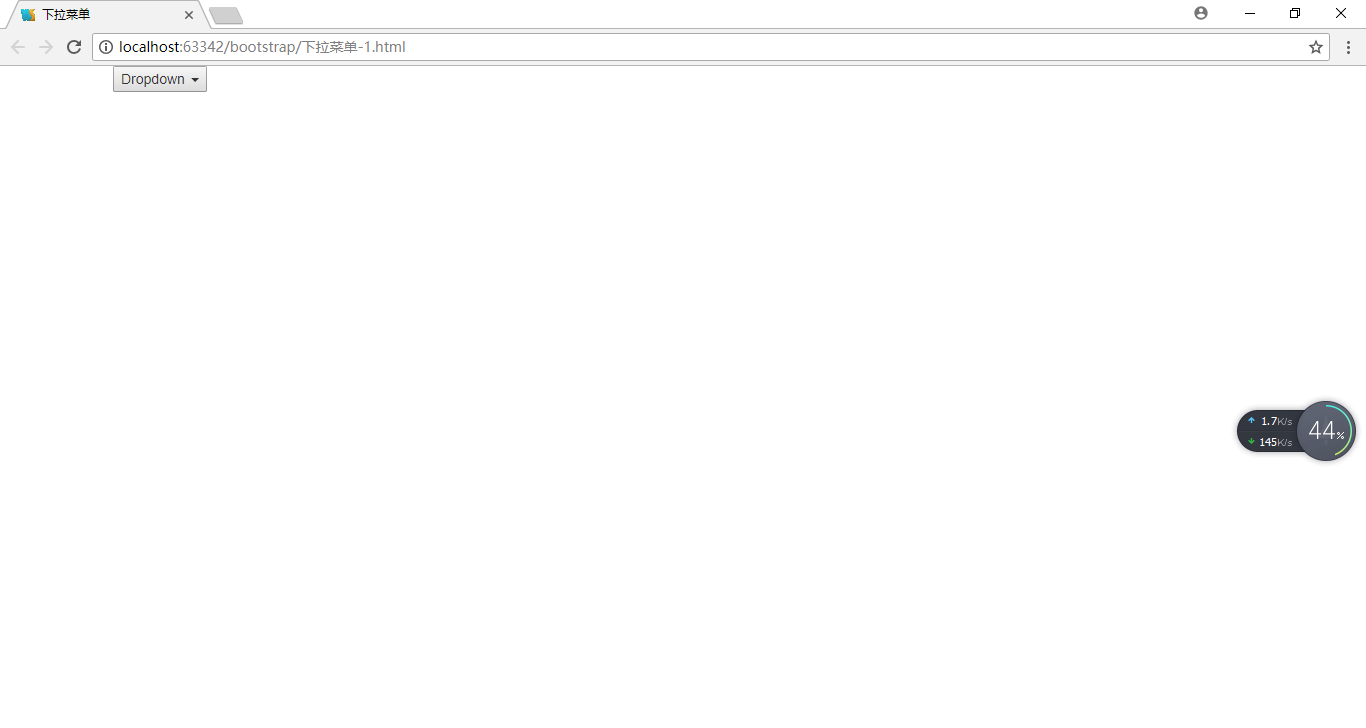 下拉菜单
localhost:63342/bootstrap/下拉菜单-1.html
Dropdown
1.7K/s
145K/s
44%